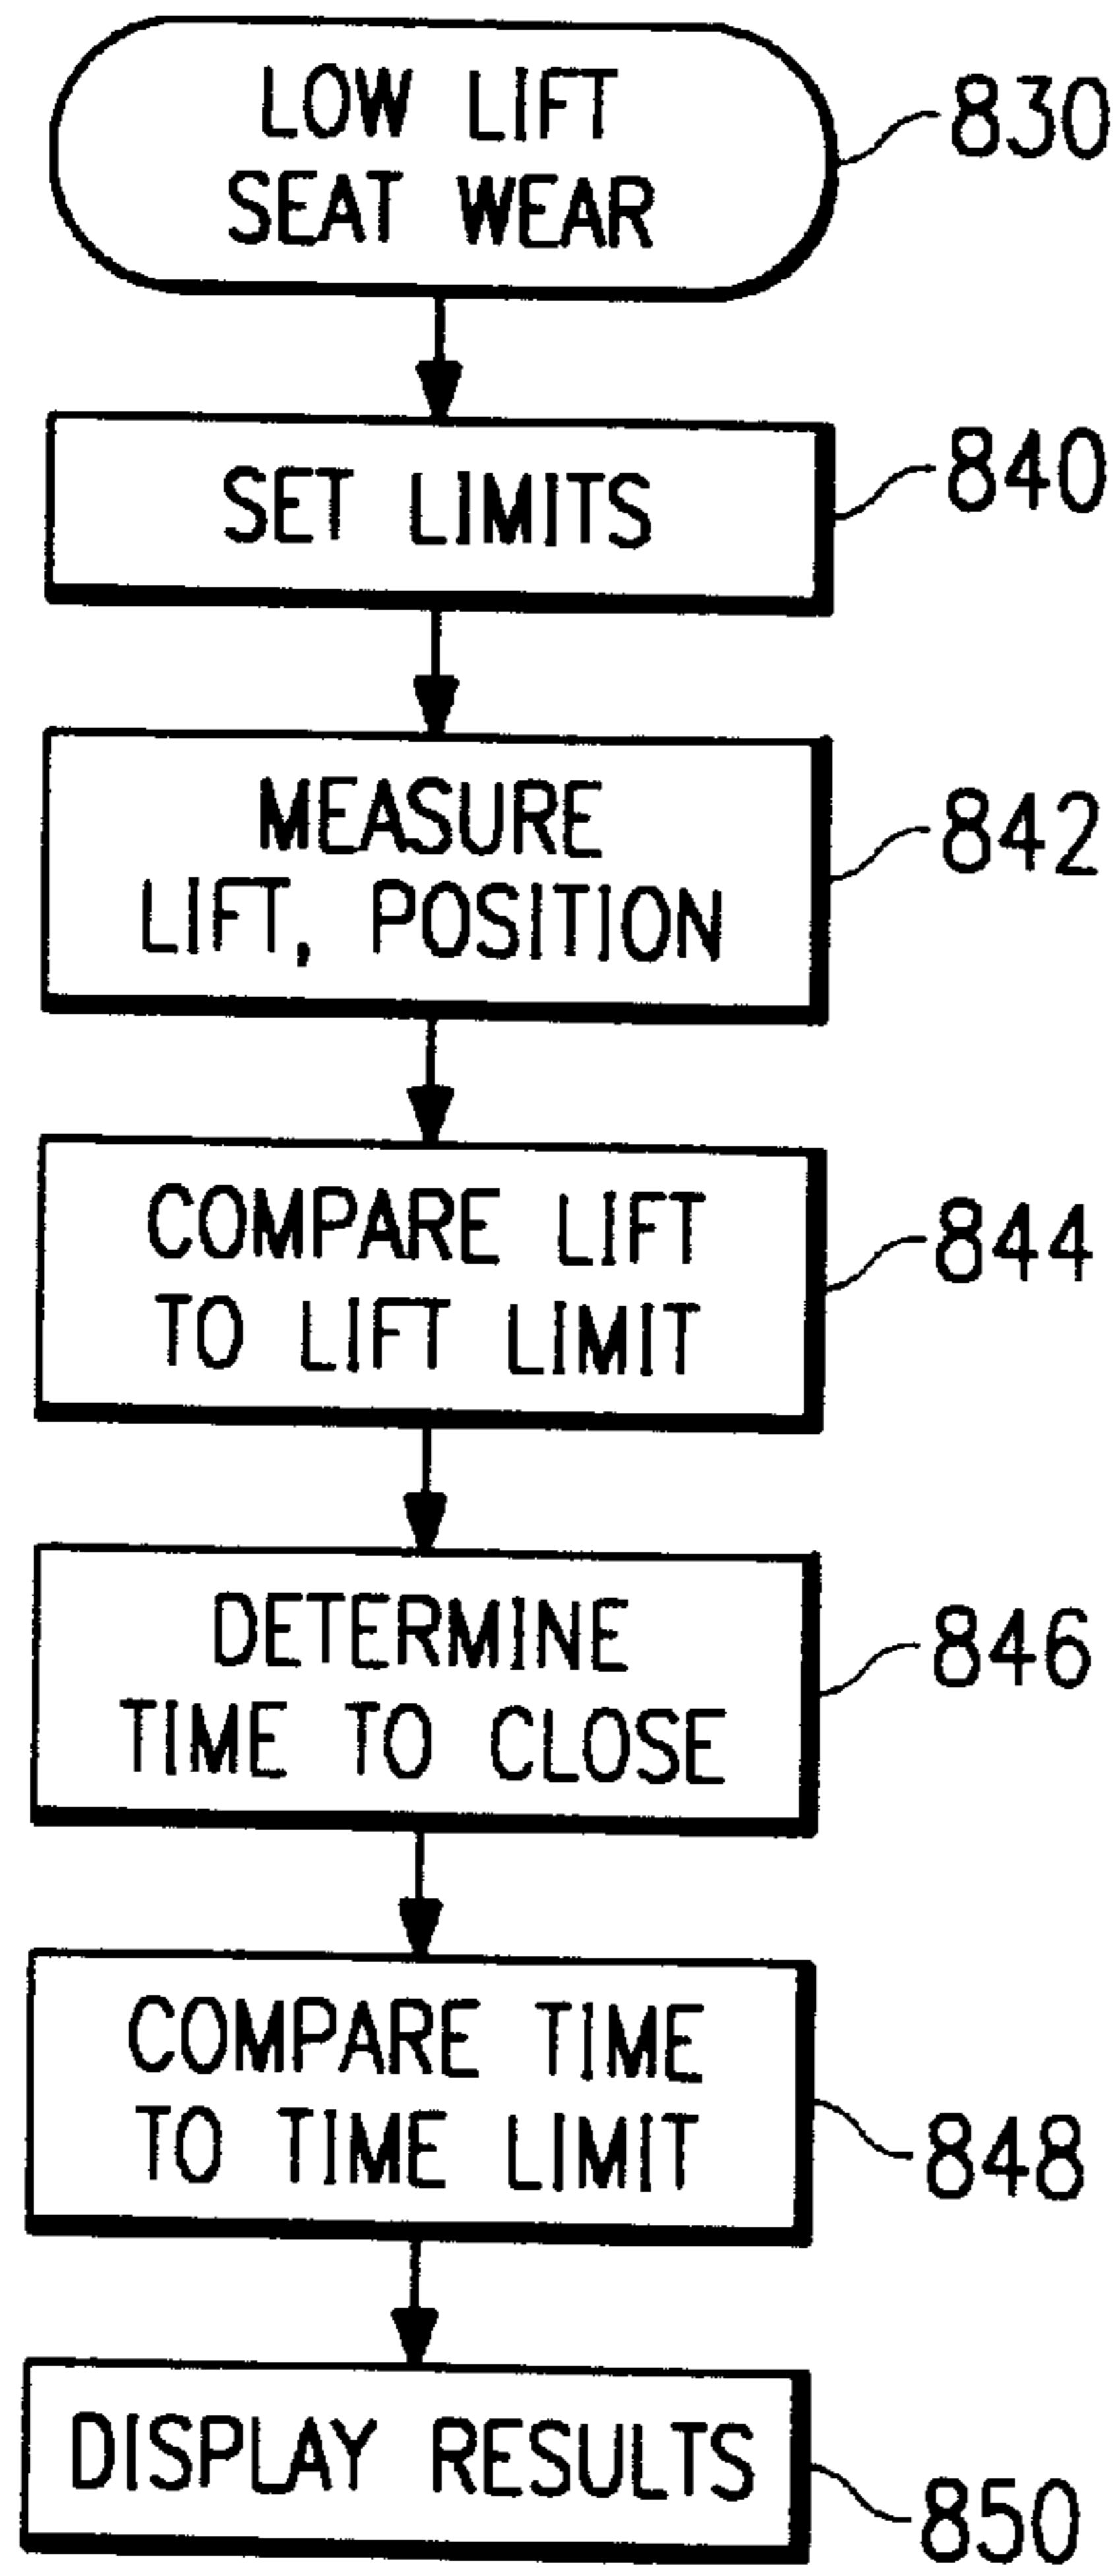 LOW LIFT
SEAT WEAR
830
SET LIMITS
840
MEASURE
LIFT, POSITION
842
COMPARE LIFT
TO LIFT LIMIT
844
DETERMINE
TIME TO CLOSE
846
COMPARE TIME
TO TIME LIMIT
848
DISPLAY RESULTS
850